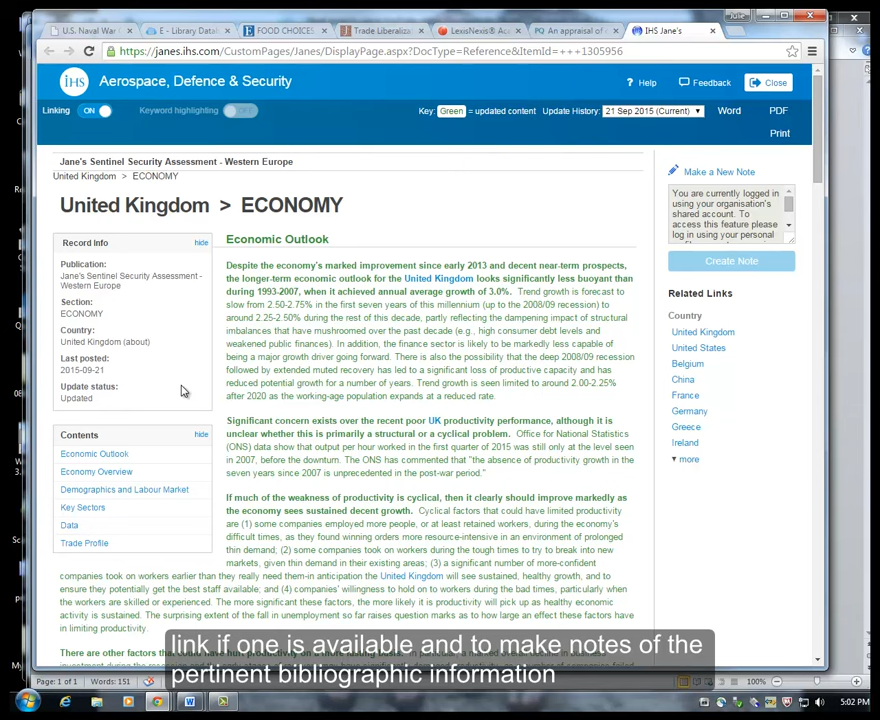 Julie
U.S. Naval War C
E - Library Datab
FOOD CHOICES
Trade Liberaliza
LexisNexis® Aca
PQ An appraisal of c
IHS Jane's
https://janes.ihs.com/CustomPages/Janes/DisplayPage.aspx?DocType=Reference&ItemId=+++1305956
IHS Aerospace, Defence & Security
? Help
Feedback
Close
Linking ON
Keyword highlighting OFF
Key: Green = updated content
Update History: 21 Sep 2015 (Current)
Word
PDF
Print
Jane's Sentinel Security Assessment - Western Europe
United Kingdom > ECONOMY
United Kingdom > ECONOMY
Record Info
hide
Publication:
Jane's Sentinel Security Assessment -
Western Europe
Section:
ECONOMY
Country:
United Kingdom (about)
Last posted:
2015-09-21
Update status:
Updated
Contents
hide
Economic Outlook
Economy Overview
Demographics and Labour Market
Key Sectors
Data
Trade Profile
Economic Outlook
Despite the economy's marked improvement since early 2013 and decent near-term prospects,
the longer-term economic outlook for the United Kingdom looks significantly less buoyant than
during 1993-2007, when it achieved annual average growth of 3.0%. Trend growth is forecast to
slow from 2.50-2.75% in the first seven years of this millennium (up to the 2008/09 recession) to
around 2.25-2.50% during the rest of this decade, partly reflecting the dampening impact of structural
imbalances that have mushroomed over the past decade (e.g., high consumer debt levels and
weakened public finances). In addition, the finance sector is likely to be markedly less capable of
being a major growth driver going forward. There is also the possibility that the deep 2008/09 recession
followed by extended muted recovery has led to a significant loss of productive capacity and has
reduced potential growth for a number of years. Trend growth is seen limited to around 2.00-2.25%
after 2020 as the working-age population expands at a reduced rate.
Significant concern exists over the recent poor UK productivity performance, although it is
unclear whether this is primarily a structural or a cyclical problem. Office for National Statistics
(ONS) data show that output per hour worked in the first quarter of 2015 was still only at the level seen
in 2007, before the downturn. The ONS has commented that "the absence of productivity growth in the
seven years since 2007 is unprecedented in the post-war period."
If much of the weakness of productivity is cyclical, then it clearly should improve markedly as
the economy sees sustained decent growth. Cyclical factors that could have limited productivity
are (1) some companies employed more people, or at least retained workers, during the economy's
difficult times, as they found winning orders more resource-intensive in an environment of prolonged
thin demand; (2) some companies took on workers during the tough times to try to break into new
markets, given thin demand in their existing areas; (3) a significant number of more-confident
companies took on workers earlier than they really need them-in anticipation the United Kingdom will see sustained, healthy growth, and to
ensure they potentially get the best staff available; and (4) companies' willingness to hold on to workers during the bad times, particularly when
the workers are skilled or experienced. The more significant these factors, the more likely it is productivity will pick up as healthy economic
activity is sustained. The surprising extent of the fall in unemployment so far raises question marks as to how large an effect these factors have
in limiting productivity.
There are other factors that could have
Make a New Note
You are currently logged in
using your organisation's
shared account. To
access this feature please
log in using your personal
Create Note
Related Links
Country
United Kingdom
United States
Belgium
China
France
Germany
Greece
Ireland
more
link if one is available and to make notes of the
pertinent bibliographic information
Page: 1 of 1
Words: 151
100%
5:02 PM